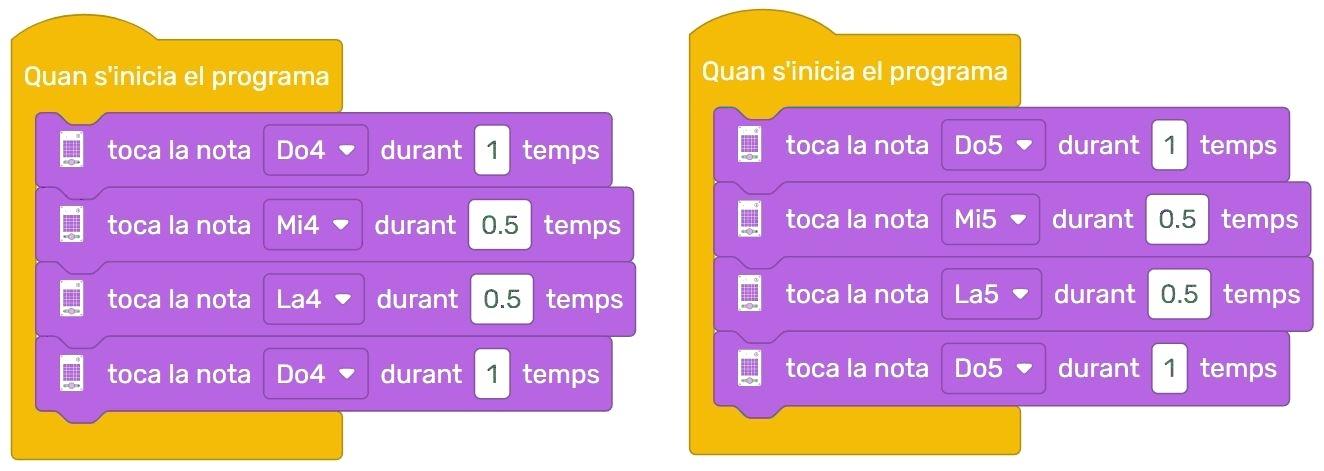 Quan s'inicia el programa
toca la nota Do4 durant 1 temps
toca la nota Mi4 durant 0.5 temps
toca la nota La4 durant 0.5 temps
toca la nota Do4 durant 1 temps
Quan s'inicia el programa
toca la nota Do5 durant 1 temps
toca la nota Mi5 durant 0.5 temps
toca la nota La5 durant 0.5 temps
toca la nota Do5 durant 1 temps